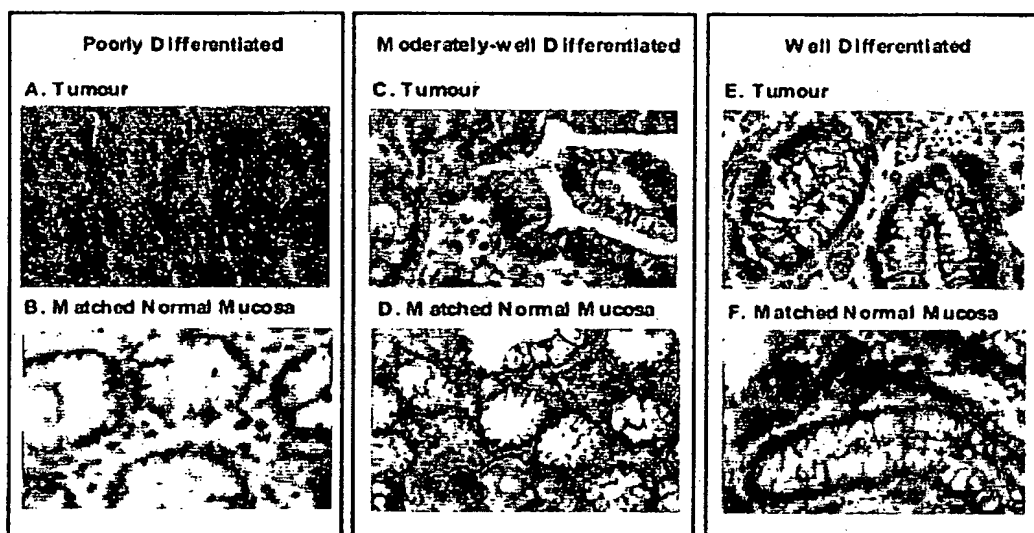 Poorly Differentiated
A. Tumour
B. Matched Normal Mucosa
Moderately-well Differentiated
C. Tumour
D. Matched Normal Mucosa
Well Differentiated
E. Tumour
F. Matched Normal Mucosa